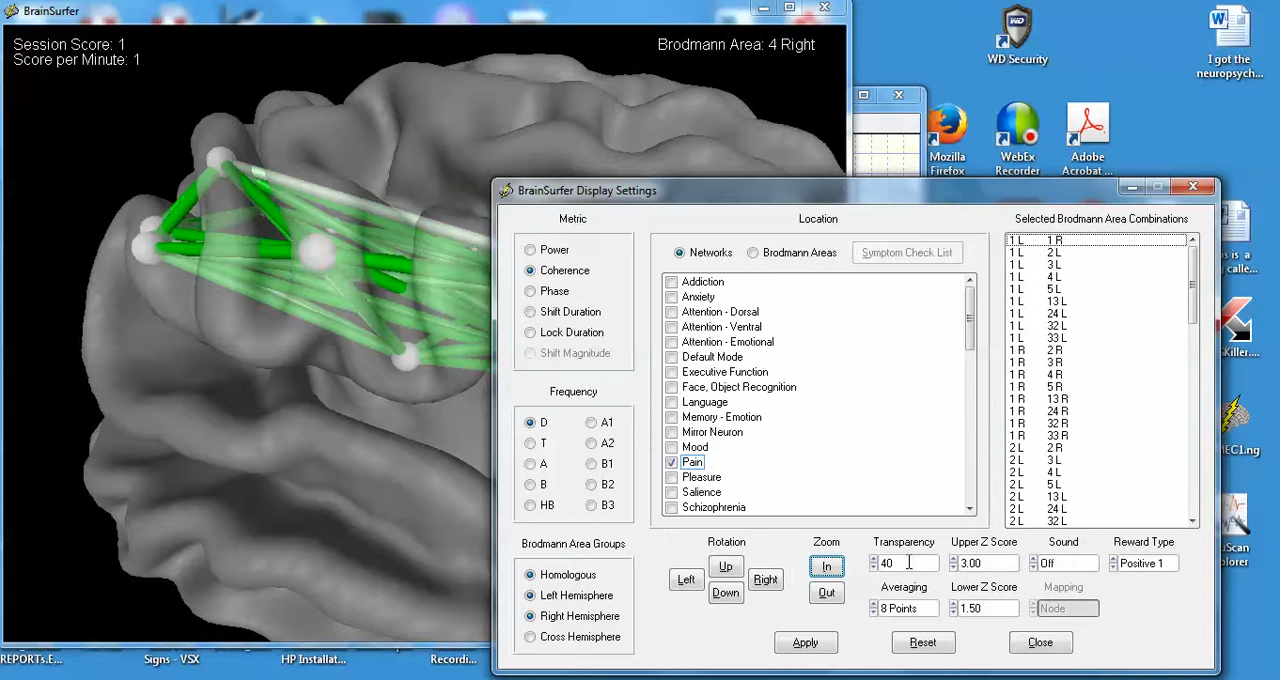 BrainSurfer
Session Score: 1
Score per Minute: 1
Brodmann Area: 4 Right
WD Security
I got the
neuropsych...
Mozilla
Firefox
WebEx
Recorder
Adobe
Acrobat ...
BrainSurfer Display Settings
Metric
Power
Coherence
Phase
Shift Duration
Lock Duration
Shift Magnitude
Frequency
D
A1
T
A2
A
B1
B
B2
HB
B3
Brodmann Area Groups
Homologous
Left Hemisphere
Right Hemisphere
Cross Hemisphere
Location
Networks
Brodmann Areas
Symptom Check List
Addiction
Anxiety
Attention - Dorsal
Attention - Ventral
Attention - Emotional
Default Mode
Executive Function
Face, Object Recognition
Language
Memory - Emotion
Mirror Neuron
Mood
Pain
Pleasure
Salience
Schizophrenia
Selected Brodmann Area Combinations
1 L 1 R
1 L 2 L
1 L 3 L
1 L 4 L
1 L 5 L
1 L 13 L
1 L 24 L
1 L 32 L
1 L 33 L
1 R 2 R
1 R 3 R
1 R 4 R
1 R 5 R
1 R 13 R
1 R 24 R
1 R 32 R
1 R 33 R
2 L 2 R
2 L 3 L
2 L 4 L
2 L 5 L
2 L 13 L
2 L 24 L
2 L 32 L
Rotation
Up
Left
Right
Down
Zoom
In
Out
Transparency
40
Upper Z Score
3.00
Sound
Off
Reward Type
Positive 1
Averaging
8 Points
Lower Z Score
1.50
Mapping
Node
Apply
Reset
Close
REPORTs.E...
Signs - VSX
HP Installat...
Recordi...